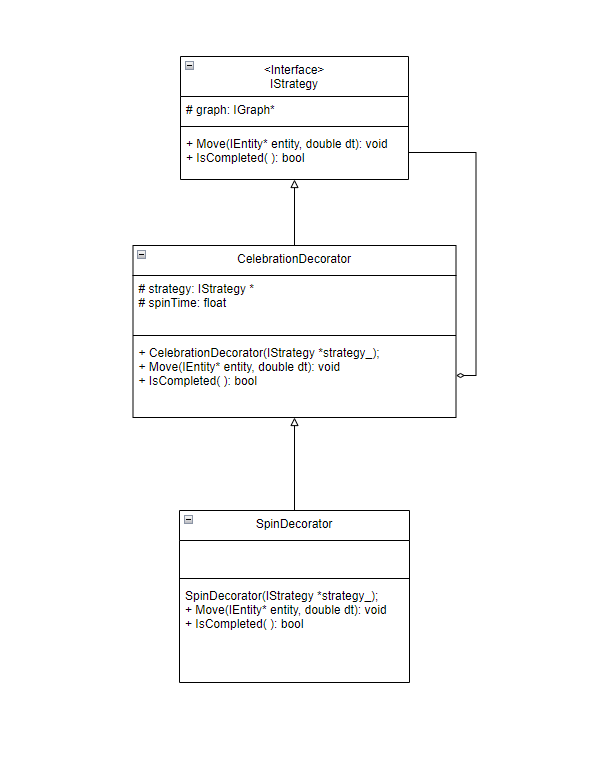 <Interface>
IStrategy
# graph: IGraph*
+ Move(IEntity* entity, double dt): void
+ IsCompleted( ): bool
CelebrationDecorator
# strategy: IStrategy *
# spinTime: float
+ CelebrationDecorator(IStrategy *strategy_);
+ Move(IEntity* entity, double dt): void
+ IsCompleted( ): bool
SpinDecorator
SpinDecorator(IStrategy *strategy_);
+ Move(IEntity* entity, double dt): void
+ IsCompleted( ): bool